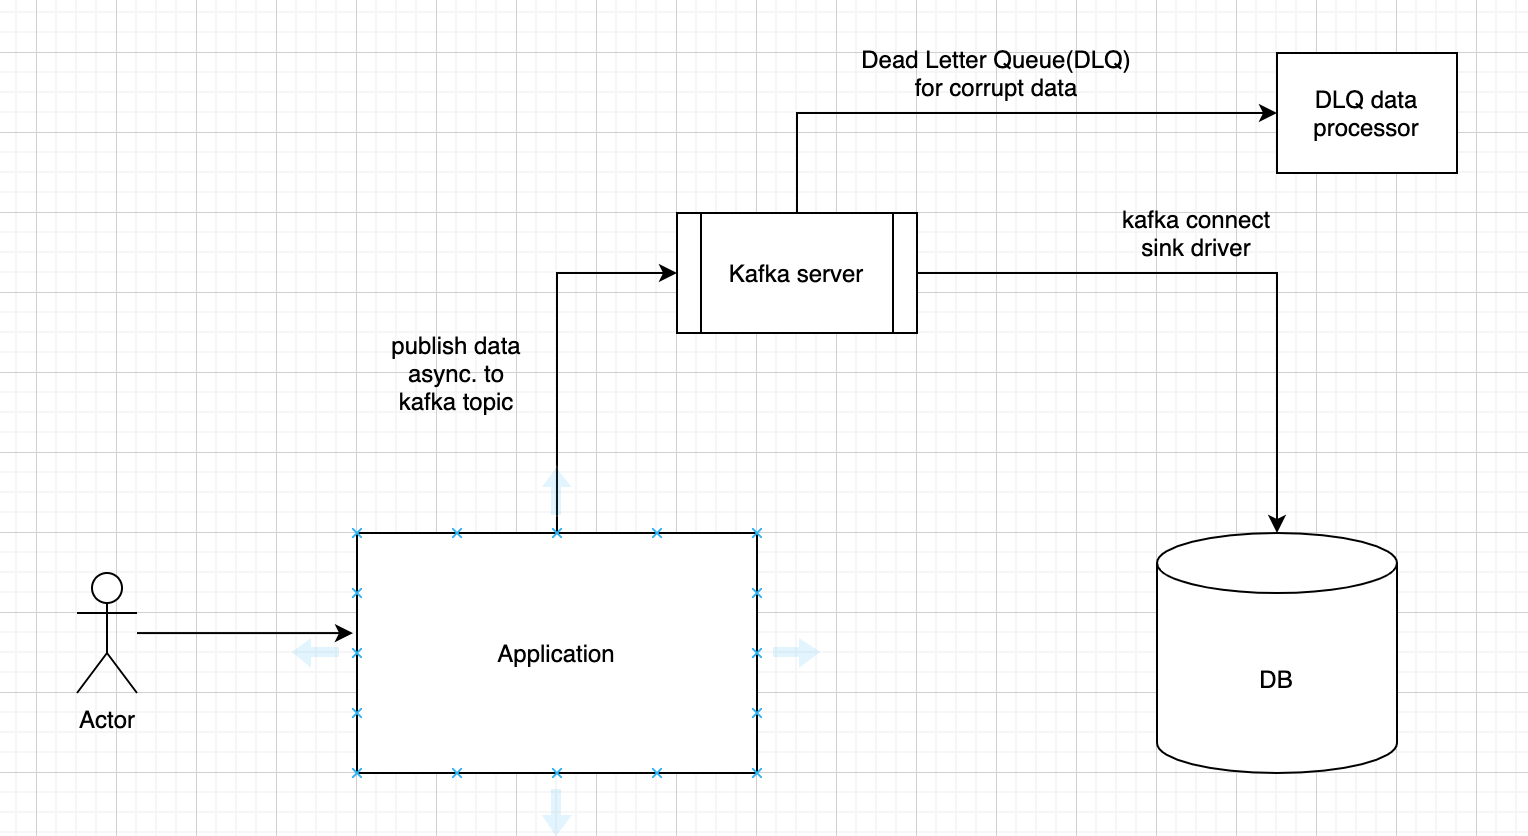 Dead Letter Queue(DLQ)
for corrupt data
DLQ data
processor
kafka connect
sink driver
Kafka server
publish data
async. to
kafka topic
Application
Actor
DB